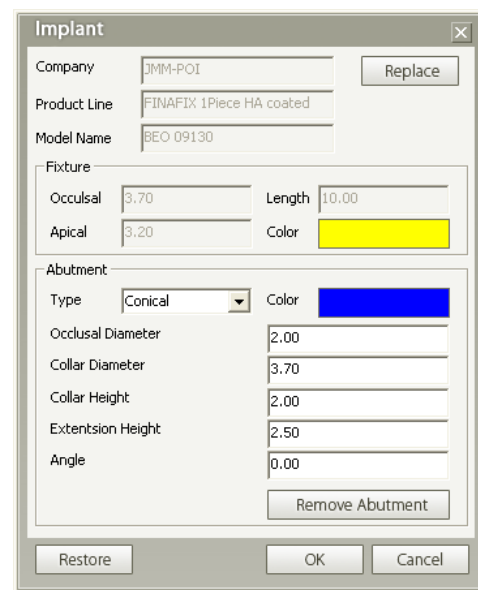 Implant
Company JMM-POI Replace
Product Line FINAFIX 1Piece HA coated
Model Name BEO 09130
Fixture
Occulsal 3.70 Length 10.00
Apical 3.20 Color
Abutment
Type Conical Color
Occlusal Diameter 2.00
Collar Diameter 3.70
Collar Height 2.00
Extentsion Height 2.50
Angle 0.00
Remove Abutment
Restore OK Cancel